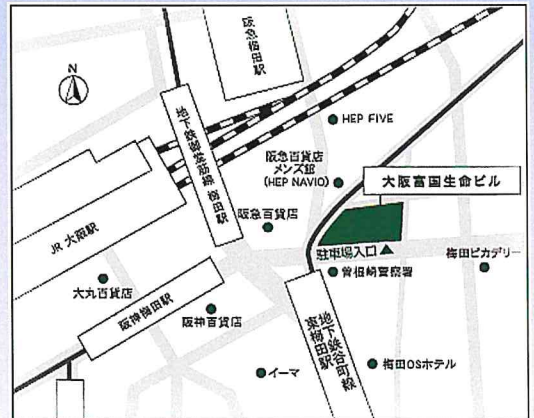 N
阪急梅田駅
地下鉄御堂筋線 梅田駅
HEP FIVE
阪急百貨店
メンズ館
(HEP NAVIO)
大阪富国生命ビル
JR 大阪駅
阪急百貨店
駐車場入口▲
梅田ピカデリー
曽根崎警察署
大丸百貨店
阪神梅田駅
阪神百貨店
地下鉄谷町線
東梅田駅
イーマ
梅田OSホテル